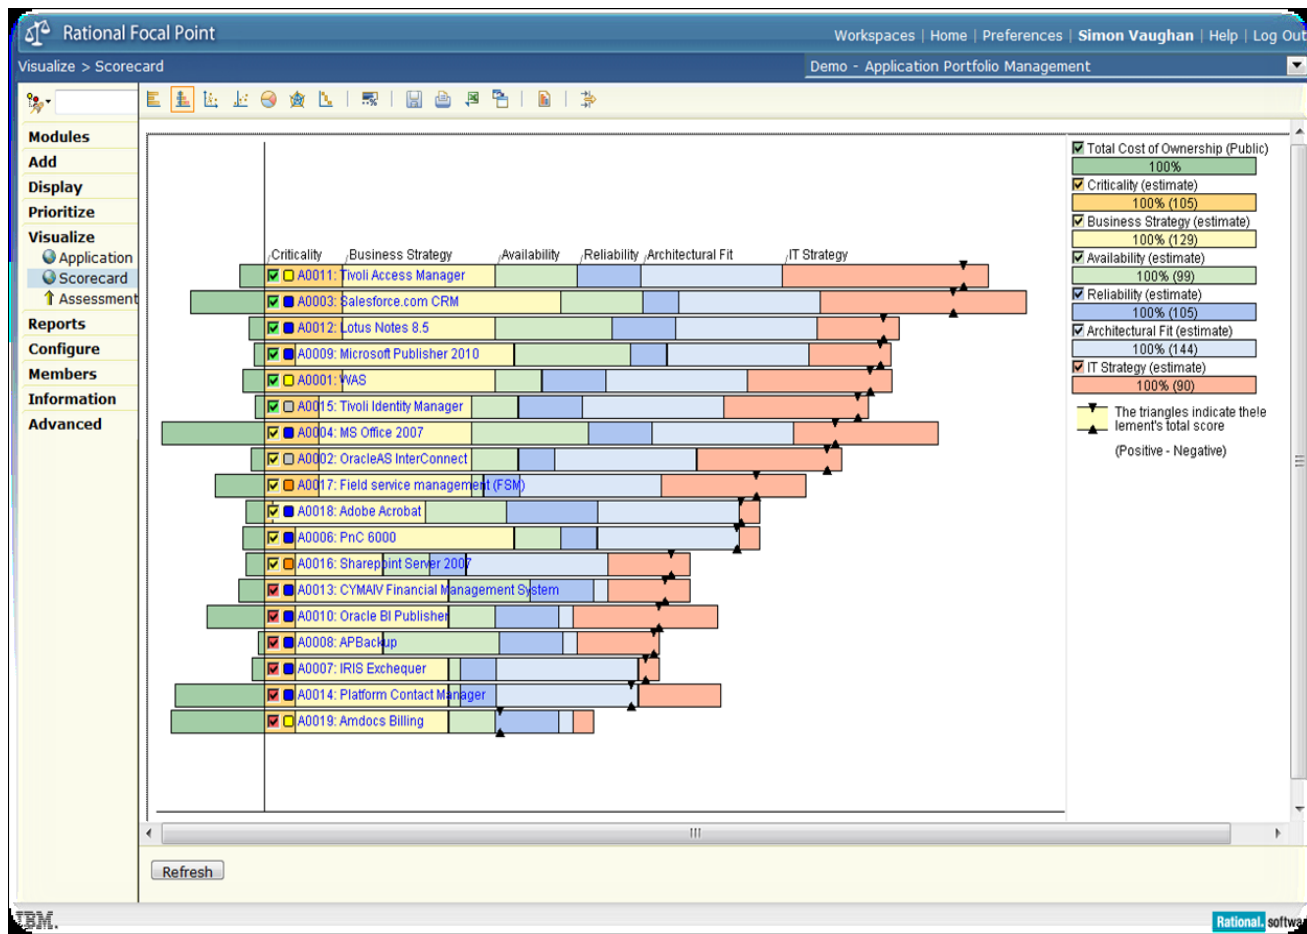 Rational Focal Point
Workspaces | Home | Preferences | Simon Vaughan | Help | Log Out
Visualize > Scorecard
Demo - Application Portfolio Management
Modules
Add
Display
Prioritize
Visualize
Application
Scorecard
Assessment
Reports
Configure
Members
Information
Advanced
Criticality Business Strategy Availability Reliability Architectural Fit IT Strategy
A0011: Tivoli Access Manager
A0003: Salesforce.com CRM
A0012: Lotus Notes 8.5
A0009: Microsoft Publisher 2010
A0001: WAS
A0015: Tivoli Identity Manager
A0004: MS Office 2007
A0002: OracleAS InterConnect
A0017: Field service management (FSM)
A0018: Adobe Acrobat
A0006: PnC 6000
A0016: Sharepoint Server 2007
A0013: CYMAIV Financial Management System
A0010: Oracle BI Publisher
A0008: APBackup
A0007: IRIS Exchequer
A0014: Platform Contact Manager
A0019: Amdocs Billing
Total Cost of Ownership (Public)
100%
Criticality (estimate)
100% (105)
Business Strategy (estimate)
100% (129)
Availability (estimate)
100% (99)
Reliability (estimate)
100% (105)
Architectural Fit (estimate)
100% (144)
IT Strategy (estimate)
100% (90)
The triangles indicate thele
lement's total score
(Positive - Negative)
Refresh
IBM.
Rational. softwa